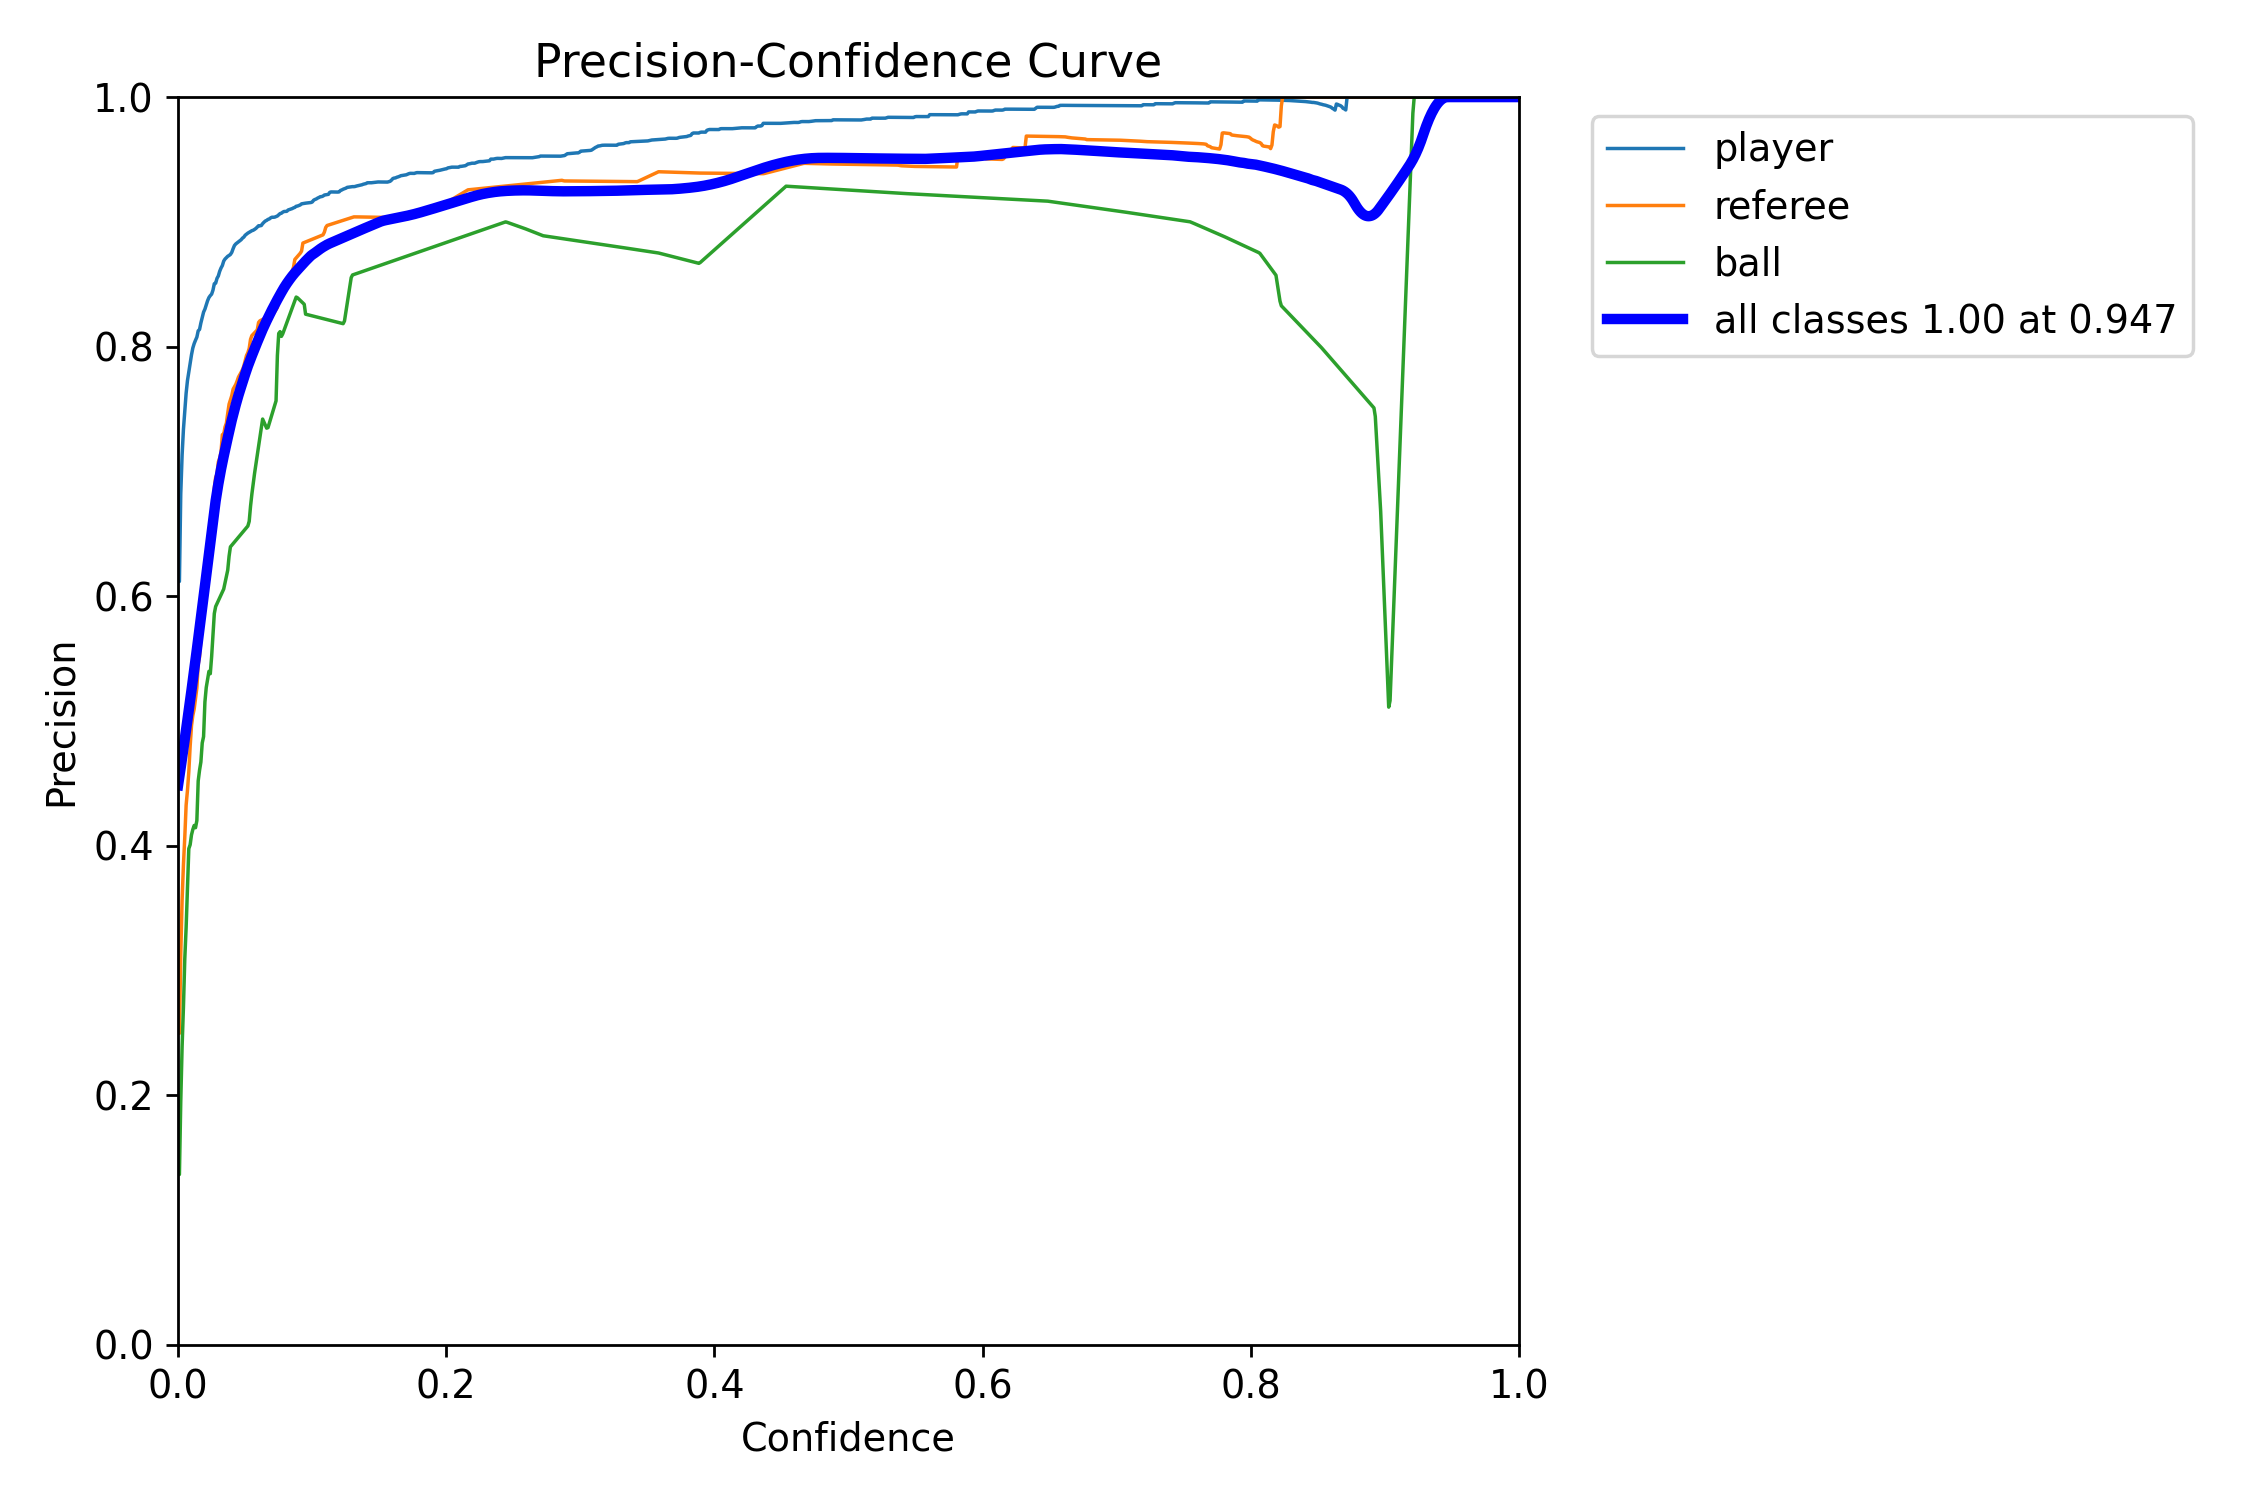 Precision-Confidence Curve
1.0
0.8
0.6
0.4
0.2
0.0
Precision
0.0 0.2 0.4 0.6 0.8 1.0
Confidence
player
referee
ball
all classes 1.00 at 0.947